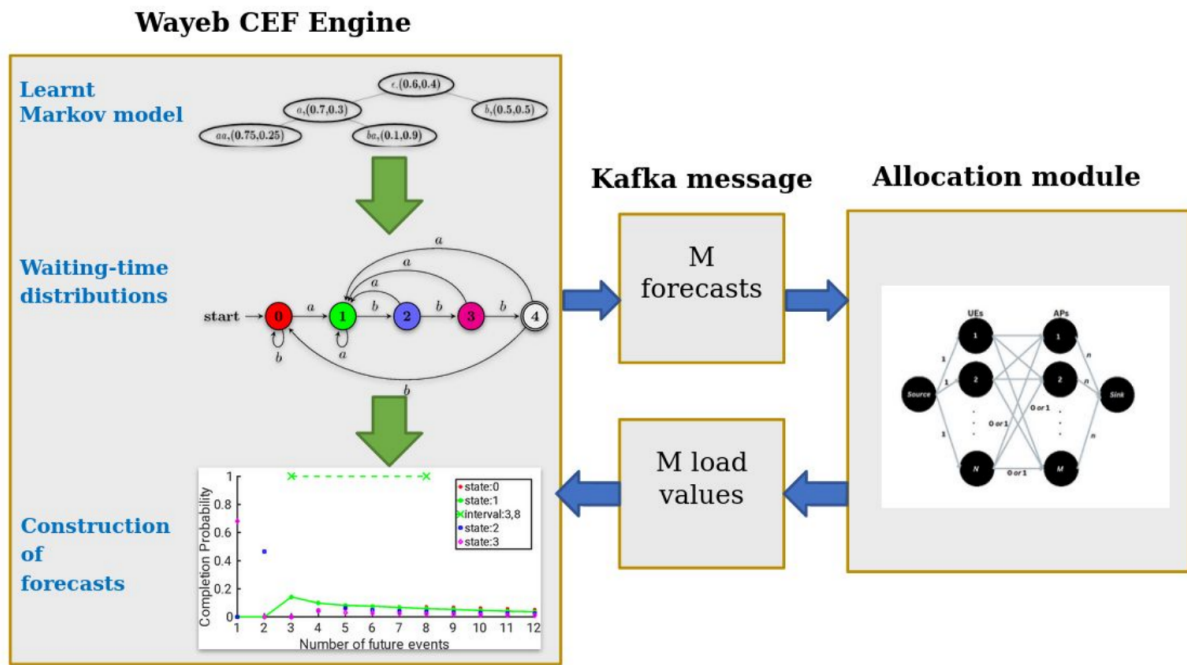 Wayeb CEF Engine
Learnt
Markov model
ϵ,(0.6,0.4)
a,(0.7,0.3)
b,(0.5,0.5)
aa,(0.75,0.25)
ba,(0.1,0.9)
Waiting-time
distributions
a
a
a
start 0 a 1 b 2 b 3 b 4
b a
b
Construction
of
forecasts
Completion Probability
1
0.8
0.6
0.4
0.2
0
state:0
state:1
interval:3,8
state:2
state:3
1 2 3 4 5 6 7 8 9 10 11 12
Number of future events
Kafka message
M
forecasts
M load
values
Allocation module
UEs APs
1 1
1 n
2 2
Source 1 n Sink
0 or 1 0 or 1
1 n
N 0 or 1 M